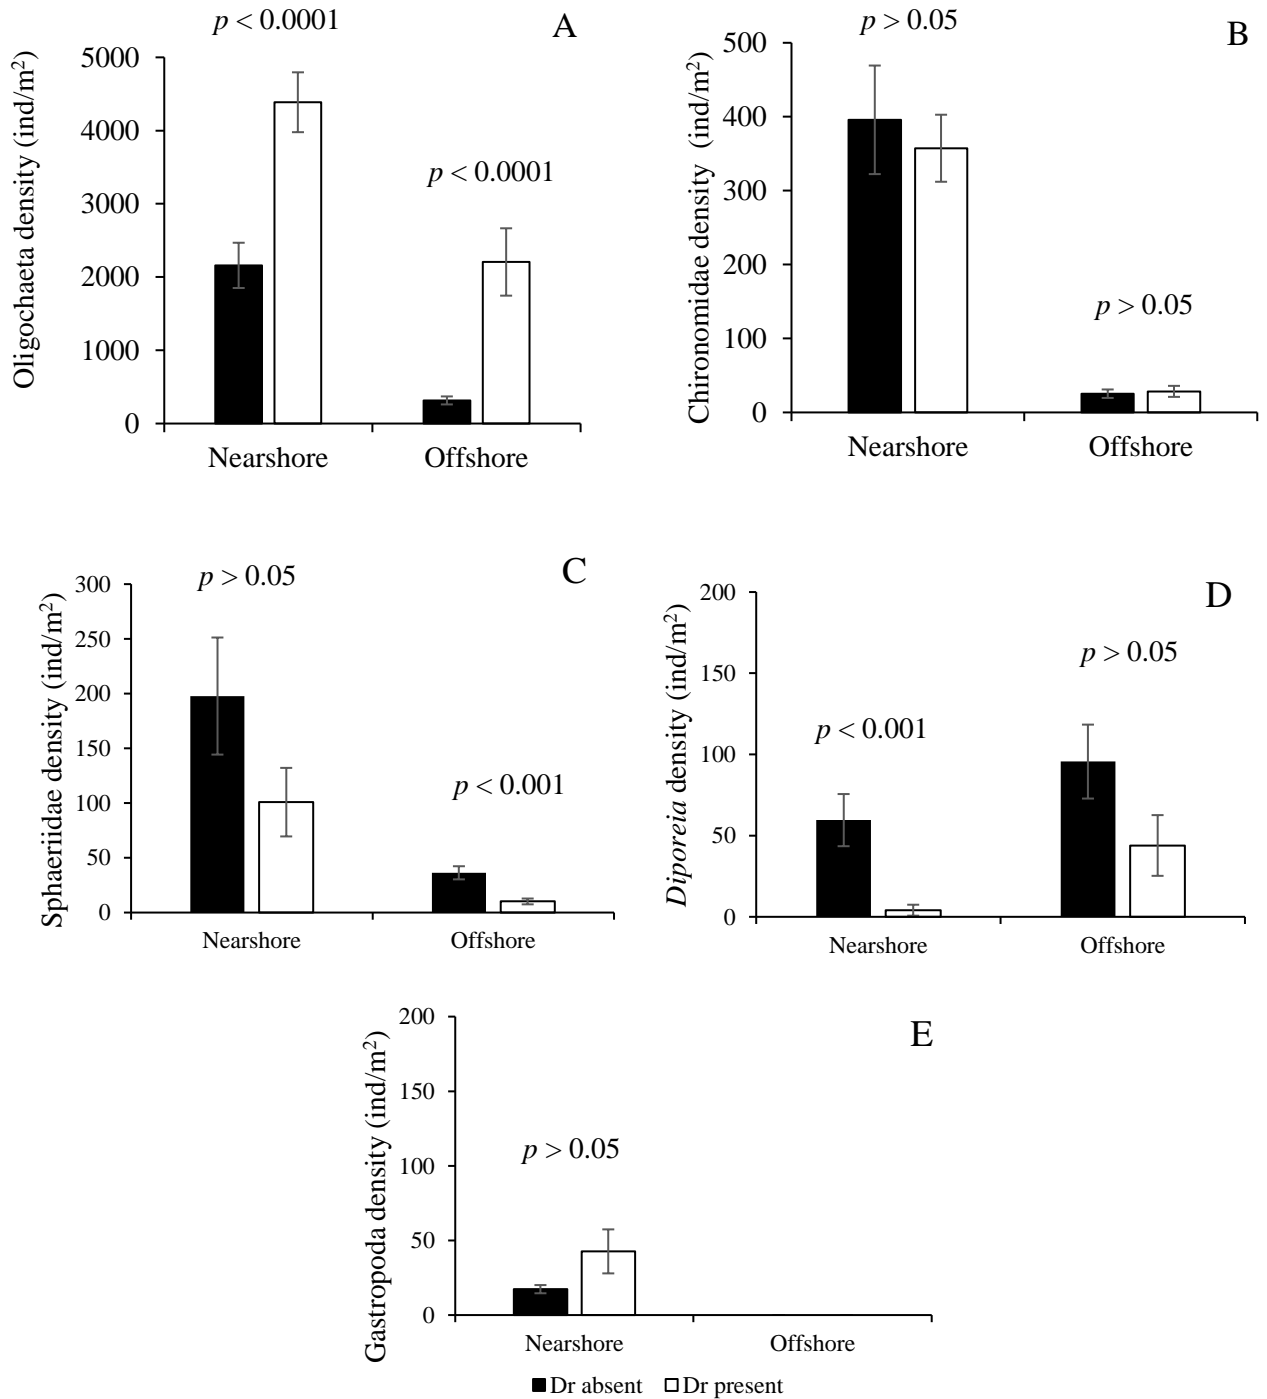 p < 0.0001
A
p < 0.0001
Oligochaeta density (ind/m²)
5000
4000
3000
2000
1000
0
Nearshore
Offshore
p > 0.05
B
p > 0.05
Chironomidae density (ind/m²)
500
400
300
200
100
0
Nearshore
Offshore
p > 0.05
C
p < 0.001
Sphaeriidae density (ind/m²)
300
250
200
150
100
50
0
Nearshore
Offshore
D
p > 0.05
p < 0.001
Diporeia density (ind/m²)
200
150
100
50
0
Nearshore
Offshore
E
p > 0.05
Gastropoda density (ind/m²)
200
150
100
50
0
Nearshore
Offshore
Dr absent
Dr present